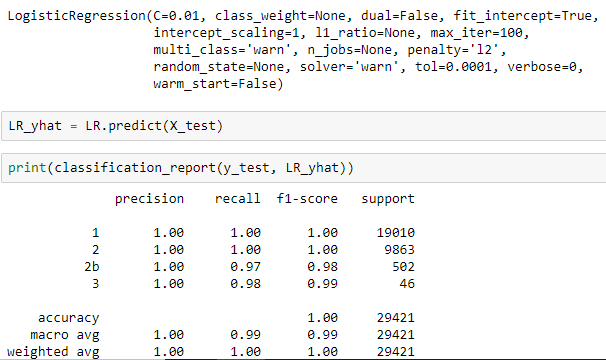 LogisticRegression(C=0.01, class_weight=None, dual=False, fit_intercept=True,
intercept_scaling=1, l1_ratio=None, max_iter=100,
multi_class='warn', n_jobs=None, penalty='l2',
random_state=None, solver='warn', tol=0.0001, verbose=0,
warm_start=False)
LR_yhat = LR.predict(X_test)
print(classification_report(y_test, LR_yhat))
precision recall f1-score support
1 1.00 1.00 1.00 19010
2 1.00 1.00 1.00 9863
2b 1.00 0.97 0.98 502
3 1.00 0.98 0.99 46
accuracy 1.00 29421
macro avg 1.00 0.99 0.99 29421
weighted avg 1.00 1.00 1.00 29421